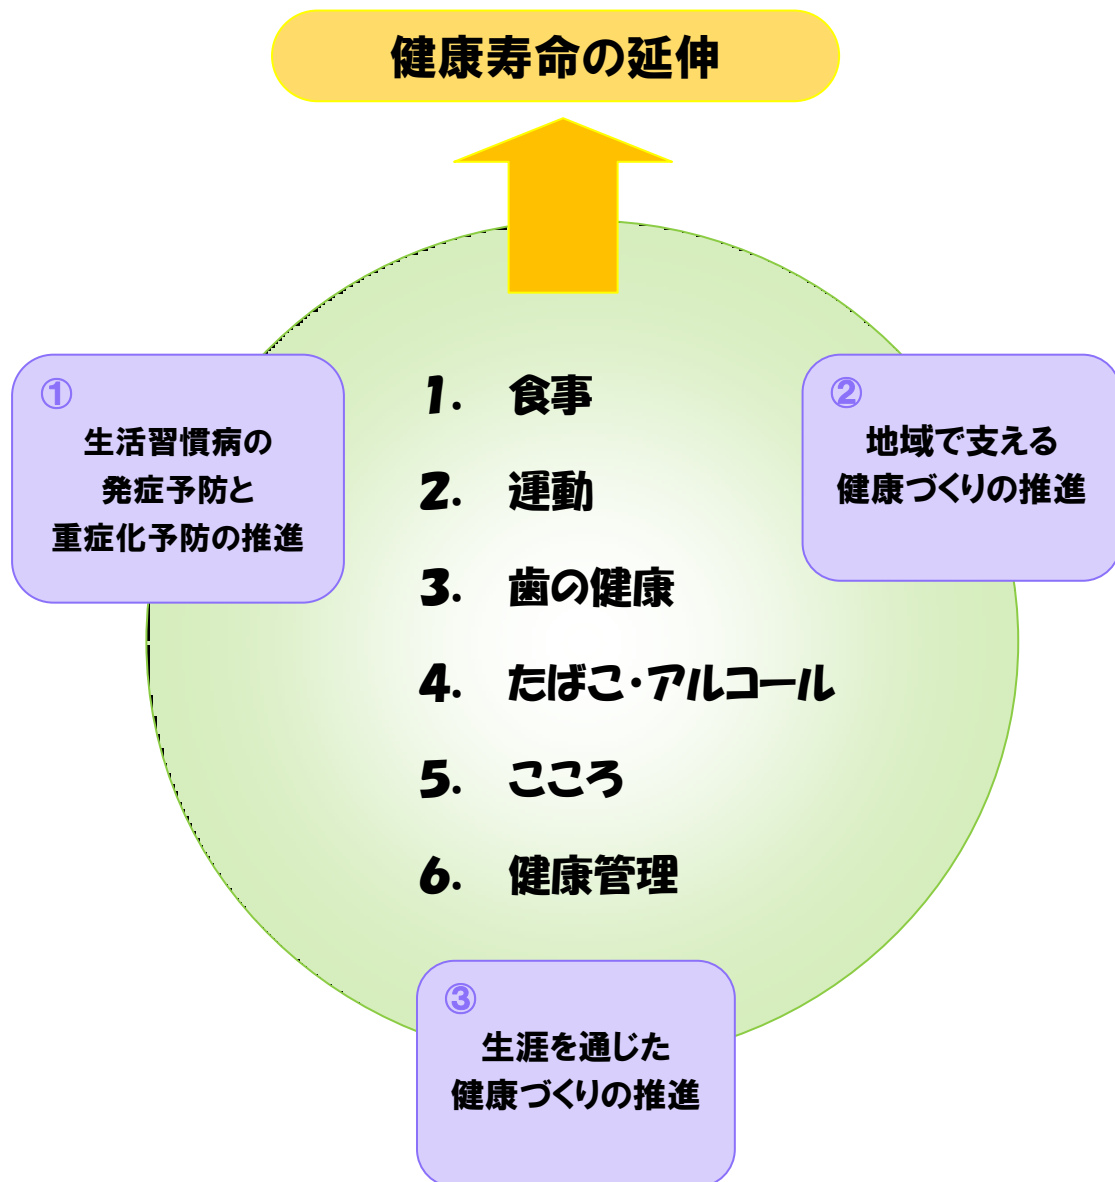 健康寿命の延伸
①
生活習慣病の
発症予防と
重症化予防の推進
②
地域で支える
健康づくりの推進
1. 食事
2. 運動
3. 歯の健康
4. たばこ・アルコール
5. こころ
6. 健康管理
③
生涯を通じた
健康づくりの推進